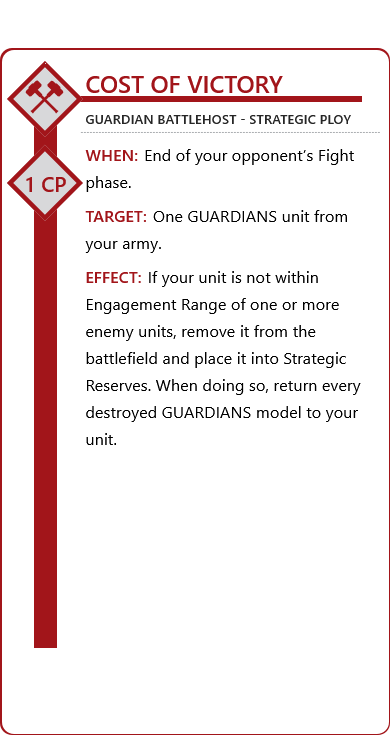 COST OF VICTORY
GUARDIAN BATTLEHOST - STRATEGIC PLOY
1 CP
WHEN: End of your opponent’s Fight
phase.
TARGET: One GUARDIANS unit from
your army.
EFFECT: If your unit is not within
Engagement Range of one or more
enemy units, remove it from the
battlefield and place it into Strategic
Reserves. When doing so, return every
destroyed GUARDIANS model to your
unit.